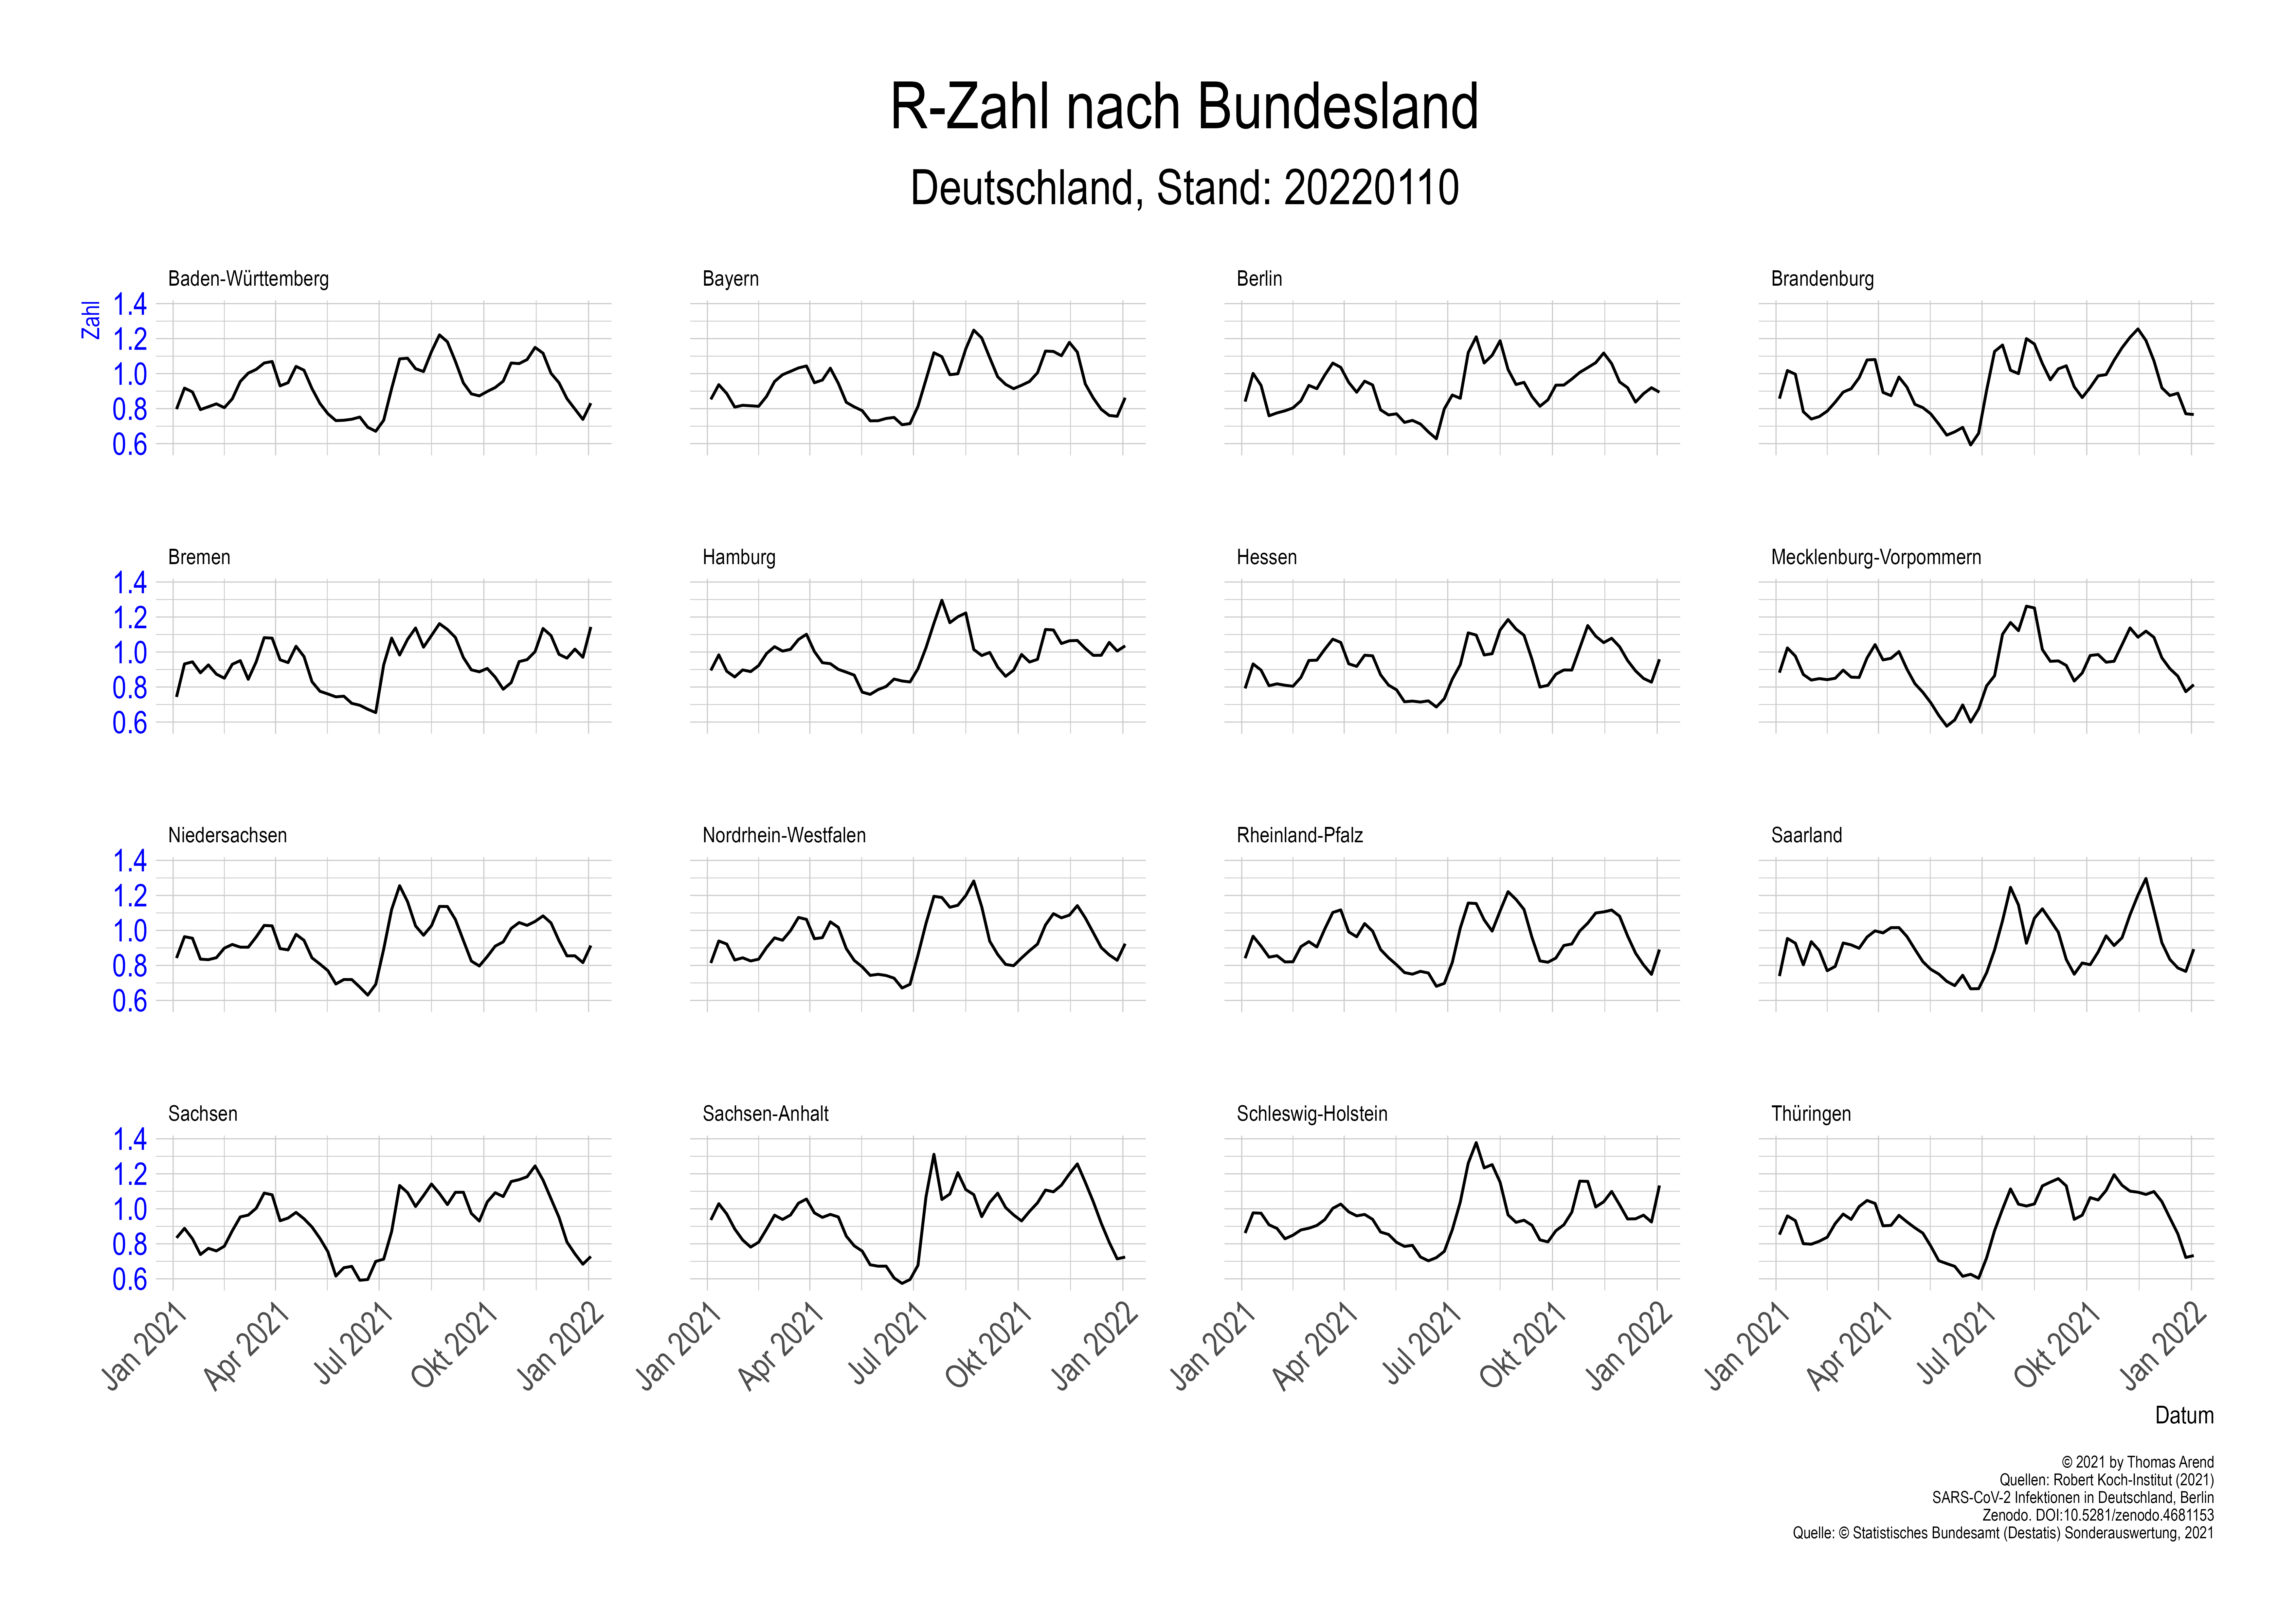 R-Zahl nach Bundesland
Deutschland, Stand: 20220110
Baden-Württemberg
Bayern
Berlin
Brandenburg
Zahl
1.4
1.2
1.0
0.8
0.6
Bremen
Hamburg
Hessen
Mecklenburg-Vorpommern
1.4
1.2
1.0
0.8
0.6
Niedersachsen
Nordrhein-Westfalen
Rheinland-Pfalz
Saarland
1.4
1.2
1.0
0.8
0.6
Sachsen
Sachsen-Anhalt
Schleswig-Holstein
Thüringen
1.4
1.2
1.0
0.8
0.6
Jan 2021
Apr 2021
Jul 2021
Okt 2021
Jan 2022
Jan 2021
Apr 2021
Jul 2021
Okt 2021
Jan 2022
Jan 2021
Apr 2021
Jul 2021
Okt 2021
Jan 2022
Jan 2021
Apr 2021
Jul 2021
Okt 2021
Jan 2022
Datum
© 2021 by Thomas Arend
Quellen: Robert Koch-Institut (2021)
SARS-CoV-2 Infektionen in Deutschland, Berlin
Zenodo. DOI:10.5281/zenodo.4681153
Quelle: © Statistisches Bundesamt (Destatis) Sonderauswertung, 2021